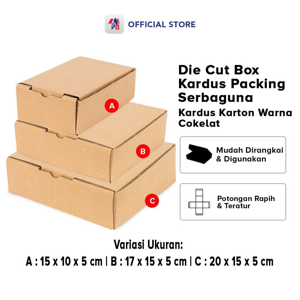 OFFICIAL STORE
Die Cut Box
Kardus Packing
Serbaguna
Kardus Karton Warna
Cokelat
A
B
C
Mudah Dirangkai
& Digunakan
Potongan Rapih
& Teratur
Variasi Ukuran:
A : 15 x 10 x 5 cm | B : 17 x 15 x 5 cm | C : 20 x 15 x 5 cm